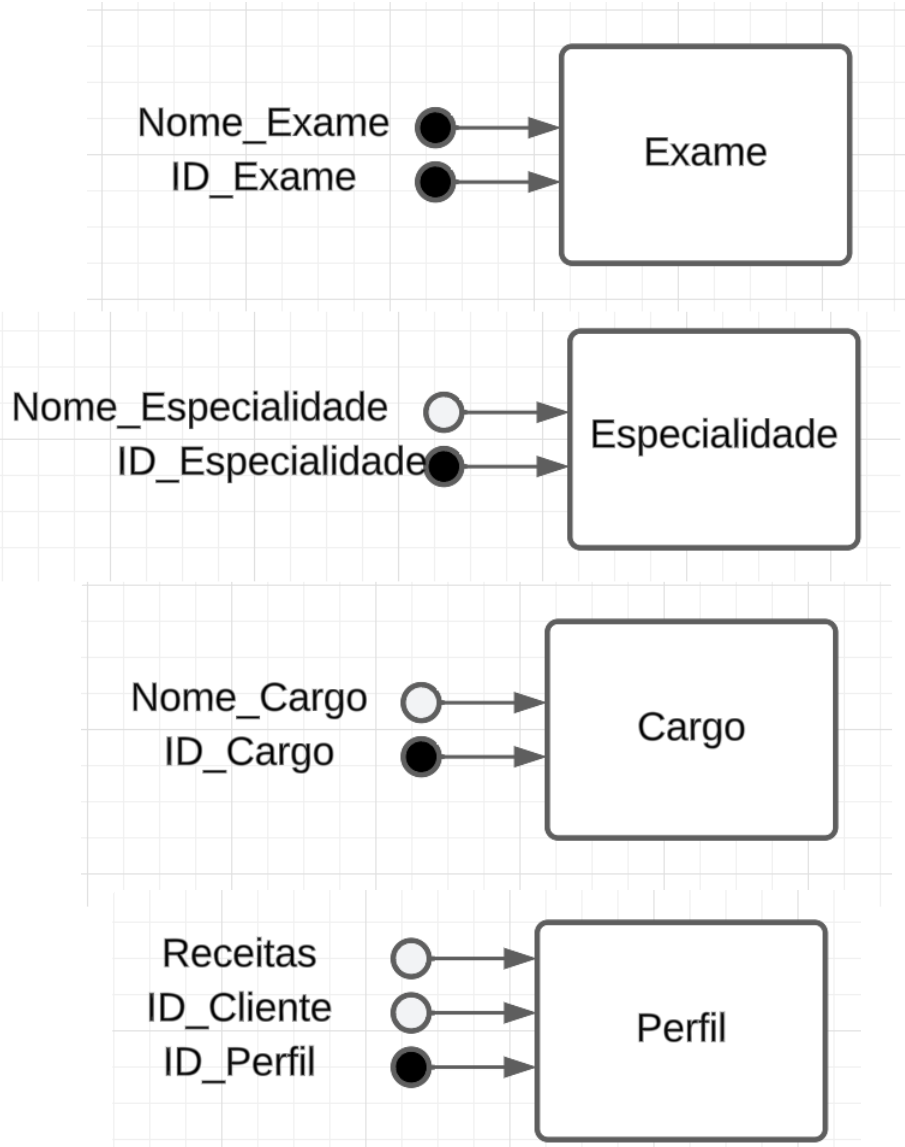 Nome_Exame
ID_Exame
Exame
Nome_Especialidade
ID_Especialidade
Especialidade
Nome_Cargo
ID_Cargo
Cargo
Receitas
ID_Cliente
ID_Perfil
Perfil